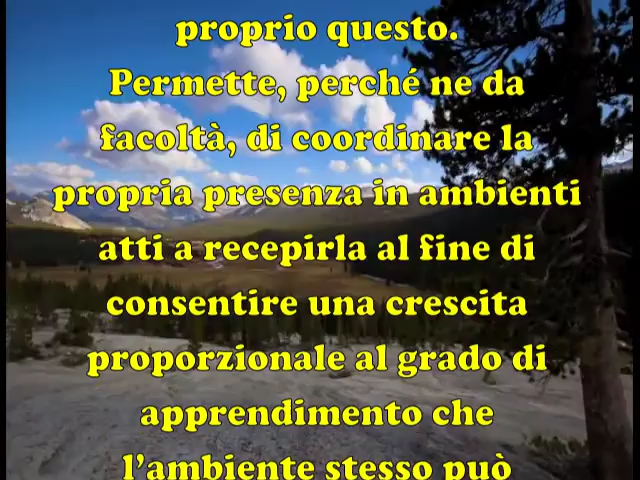 proprio questo.
Permette, perché ne da
facoltà, di coordinare la
propria presenza in ambienti
atti a recepirla al fine di
consentire una crescita
proporzionale al grado di
apprendimento che
l'ambiente stesso può